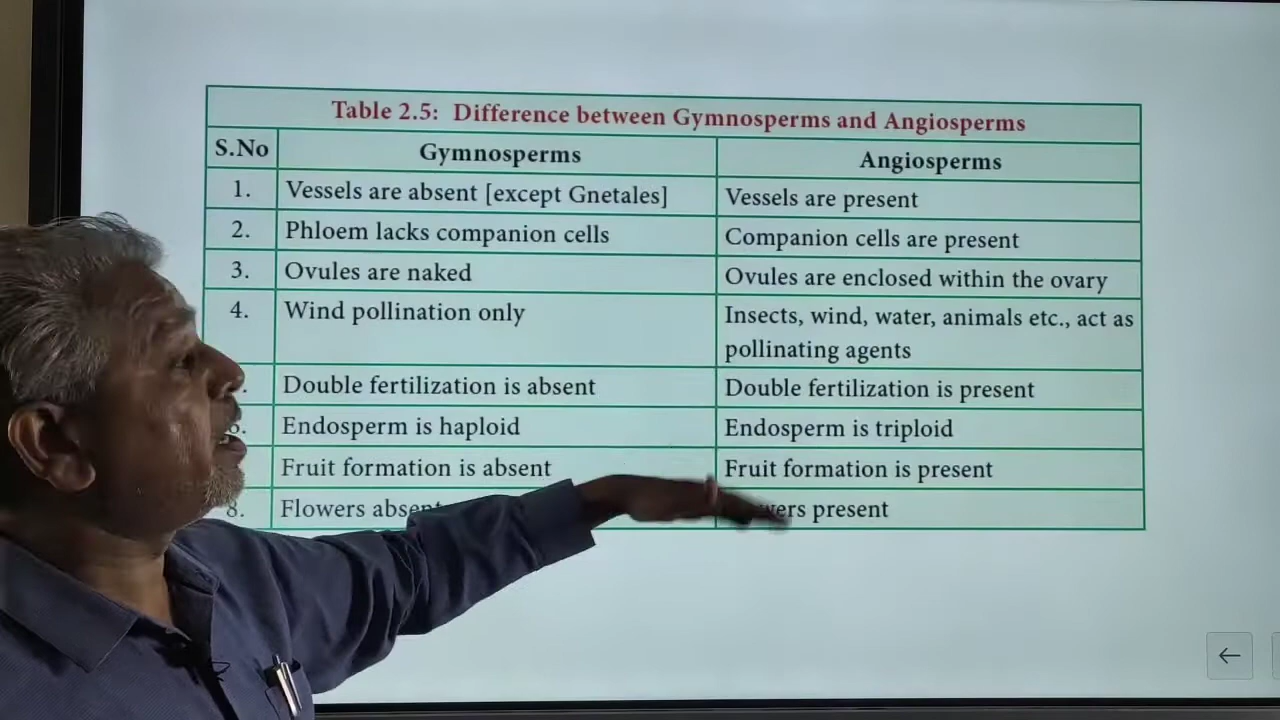 Table 2.5: Difference between Gymnosperms and Angiosperms
S.No Gymnosperms Angiosperms
1. Vessels are absent [except Gnetales] Vessels are present
2. Phloem lacks companion cells Companion cells are present
3. Ovules are naked Ovules are enclosed within the ovary
4. Wind pollination only Insects, wind, water, animals etc., act as
pollinating agents
Double fertilization is absent Double fertilization is present
Endosperm is haploid Endosperm is triploid
Fruit formation is absent Fruit formation is present
8. Flowers absent present